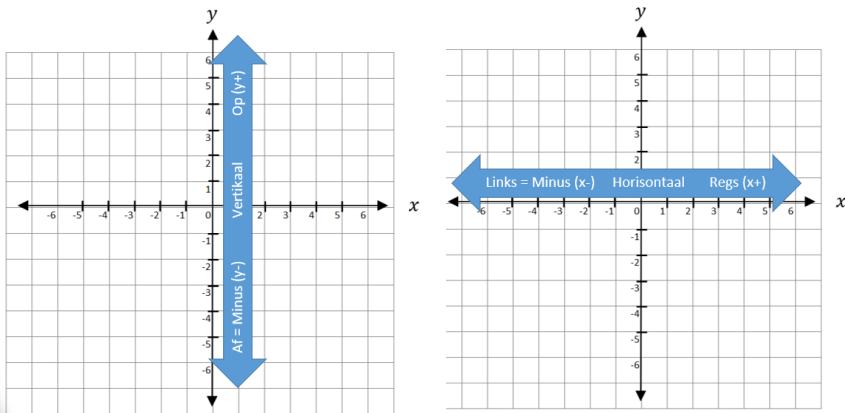 y
6
5
4
3
2
1
-6 -5 -4 -3 -2 -1 0 2 3 4 5 6 x
-1
-2
-3
-4
-5
-6
Op (y+)
Vertikaal
Af = Minus (y-)
y
6
5
4
3
2
Links = Minus (x-) Horisontaal Regs (x+)
-6 -5 -4 -3 -2 -1 0 1 2 3 4 5 6 x
-1
-2
-3
-4
-5
-6